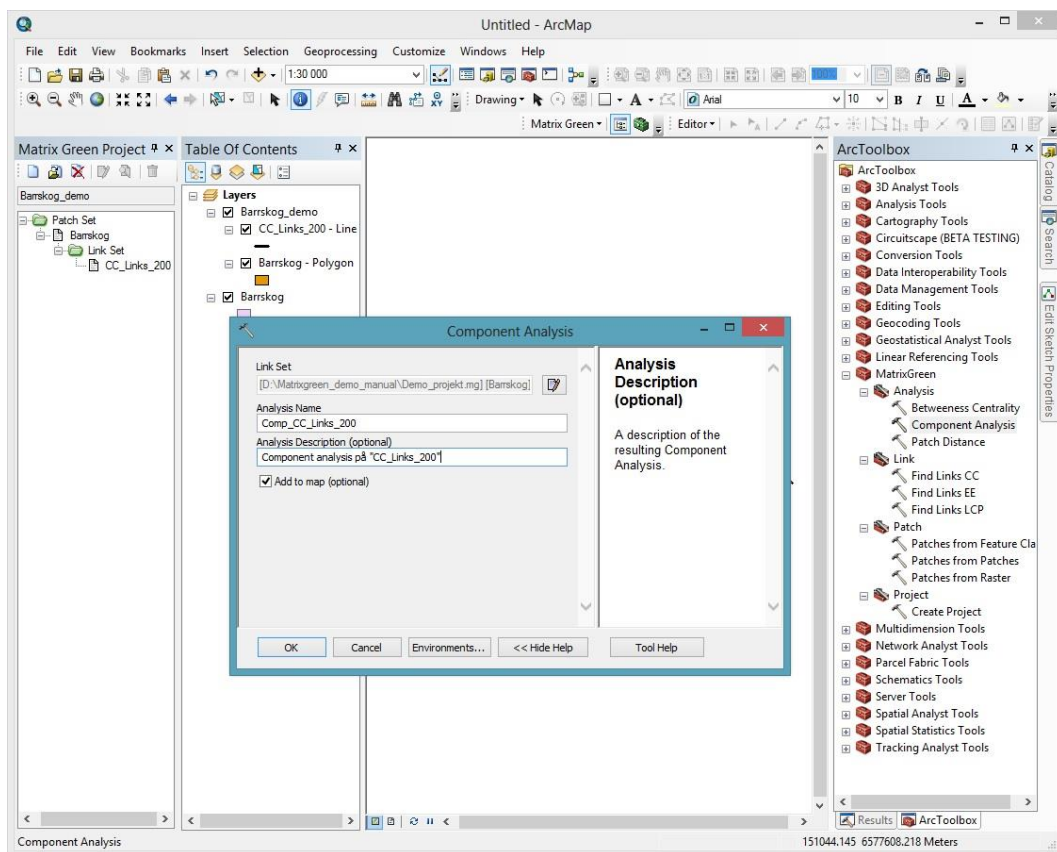 Untitled - ArcMap
File Edit View Bookmarks Insert Selection Geoprocessing Customize Windows Help
1:30 000
100%
Drawing
Arial
10
B I U A
Matrix Green
Editor
Matrix Green Project
Barrskog_demo
Patch Set
Barrskog
Link Set
CC_Links_200
Table Of Contents
Layers
Barrskog_demo
CC_Links_200 - Line
Barrskog - Polygon
Barrskog
Component Analysis
Link Set
[D:\Matrixgreen_demo_manual\Demo_projekt.mg] [Barrskog]
Analysis Name
Comp_CC_Links_200
Analysis Description (optional)
Component analysis på "CC_Links_200"
Add to map (optional)
Analysis
Description
(optional)
A description of the
resulting Component
Analysis.
OK Cancel Environments... << Hide Help Tool Help
ArcToolbox
ArcToolbox
3D Analyst Tools
Analysis Tools
Cartography Tools
Circuitscape (BETA TESTING)
Conversion Tools
Data Interoperability Tools
Data Management Tools
Editing Tools
Geocoding Tools
Geostatistical Analyst Tools
Linear Referencing Tools
MatrixGreen
Analysis
Betweeness Centrality
Component Analysis
Patch Distance
Link
Find Links CC
Find Links EE
Find Links LCP
Patch
Patches from Feature Cla
Patches from Patches
Patches from Raster
Project
Create Project
Multidimension Tools
Network Analyst Tools
Parcel Fabric Tools
Schematics Tools
Server Tools
Spatial Analyst Tools
Spatial Statistics Tools
Tracking Analyst Tools
Results ArcToolbox
Catalog
Search
Edit Sketch Properties
Component Analysis
151044.145 6577608.218 Meters